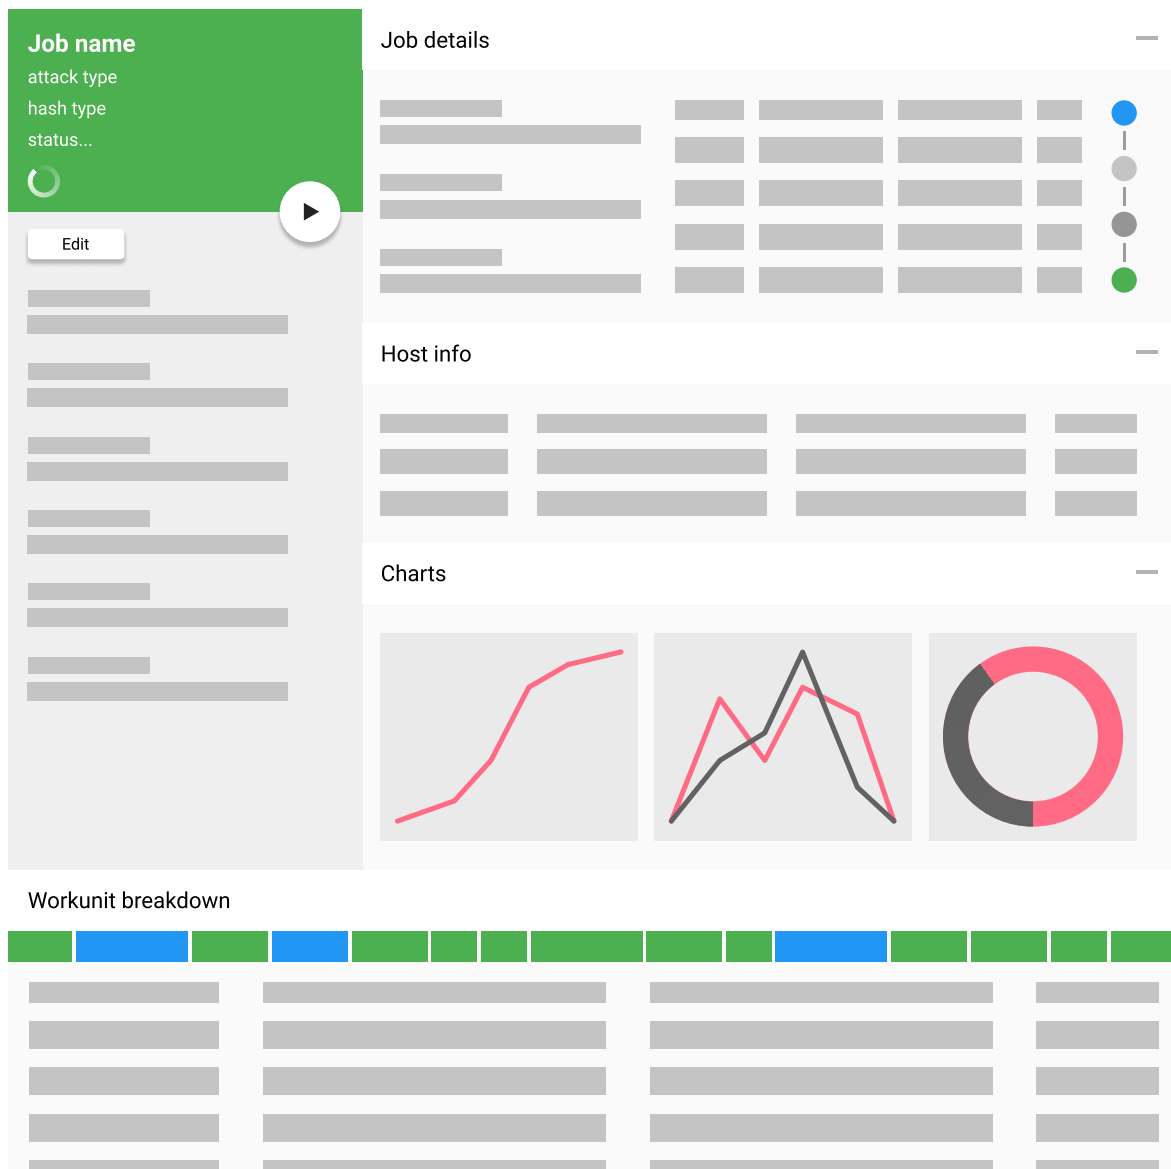 Job name
attack type
hash type
status...
Edit
Job details
Host info
Charts
Workunit breakdown